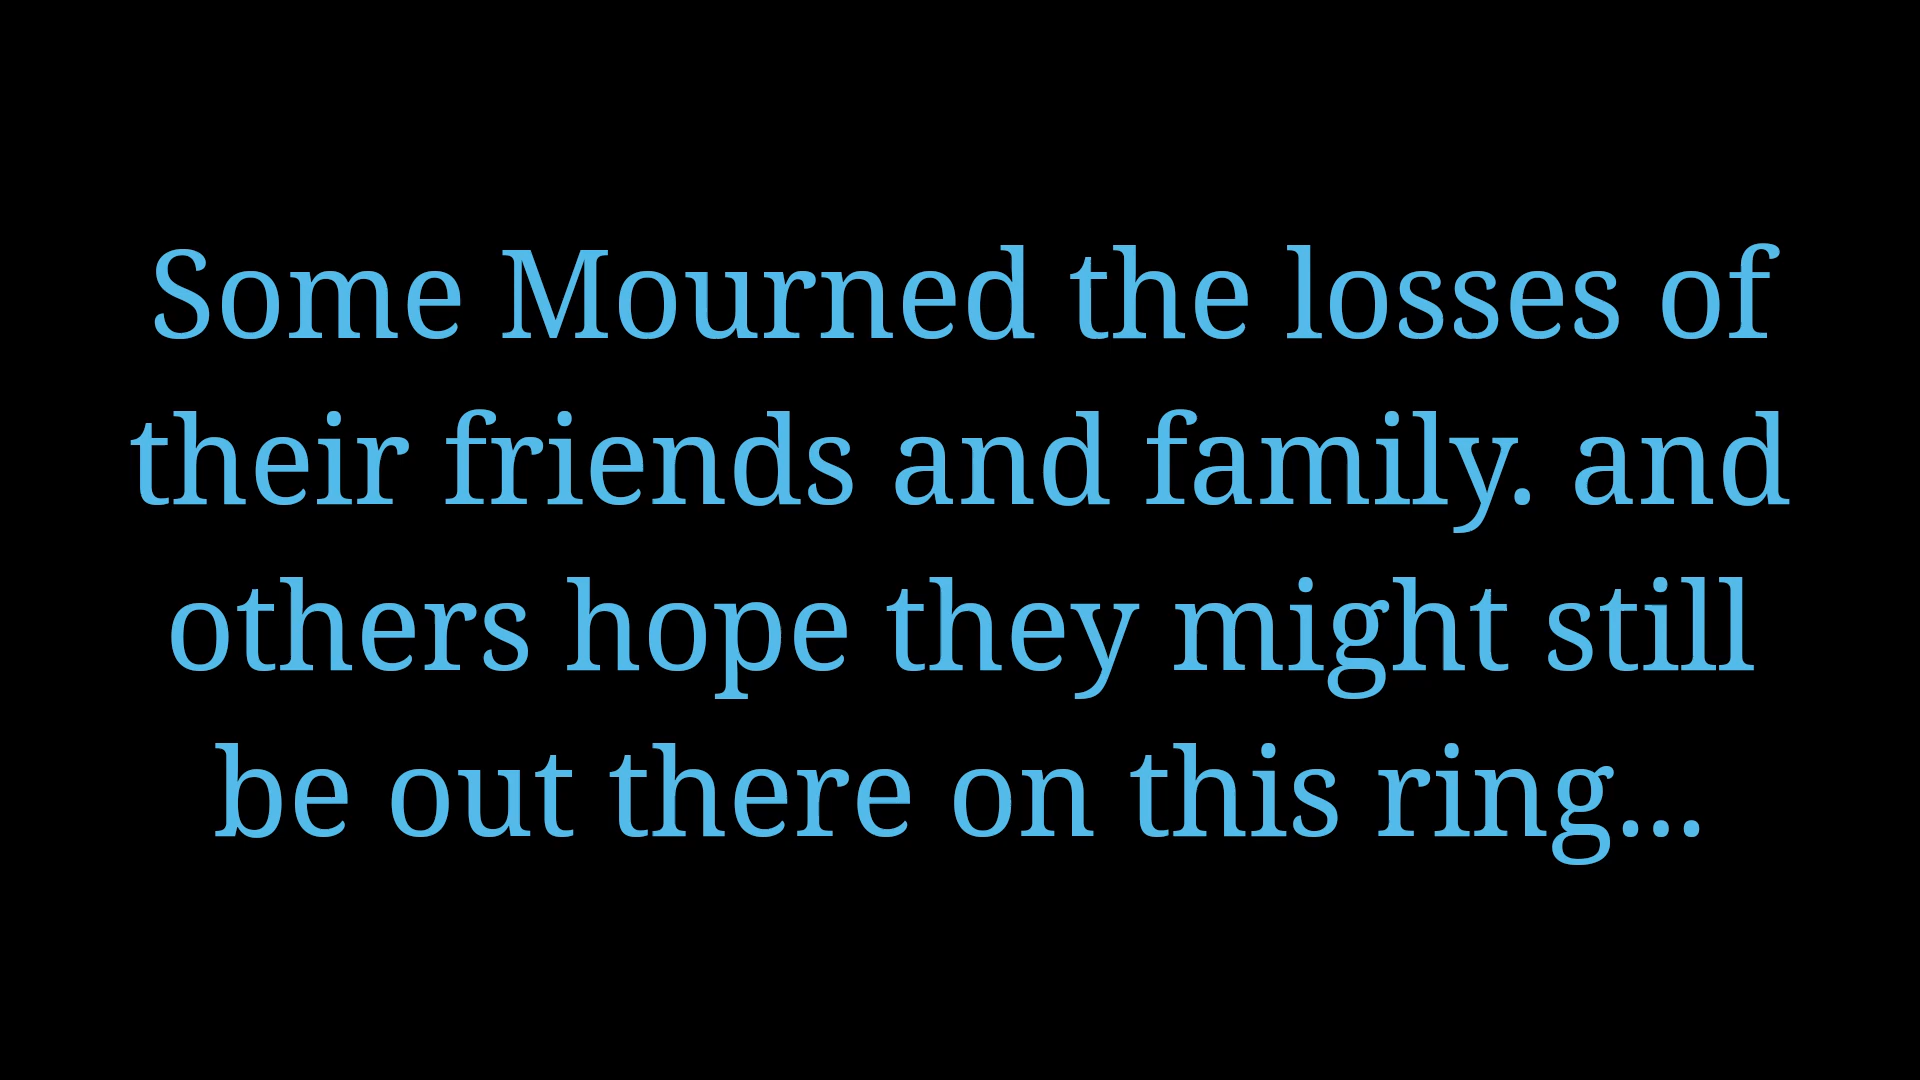 Some Mourned the losses of
their friends and family. and
others hope they might still
be out there on this ring...